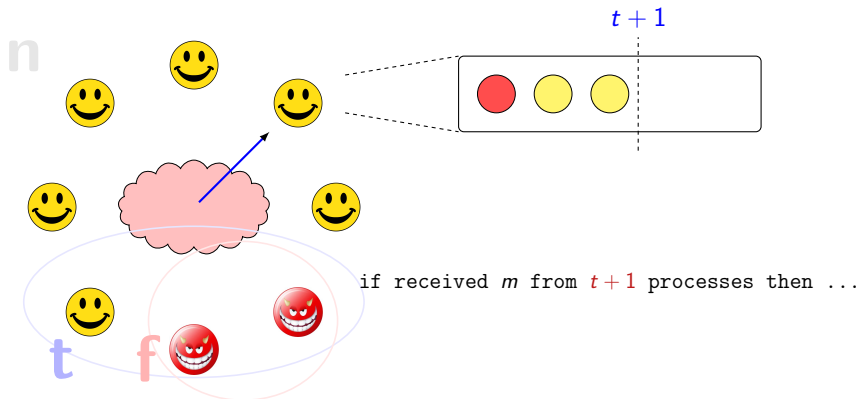 t + 1
n
if received m from t + 1 processes then ...
t f